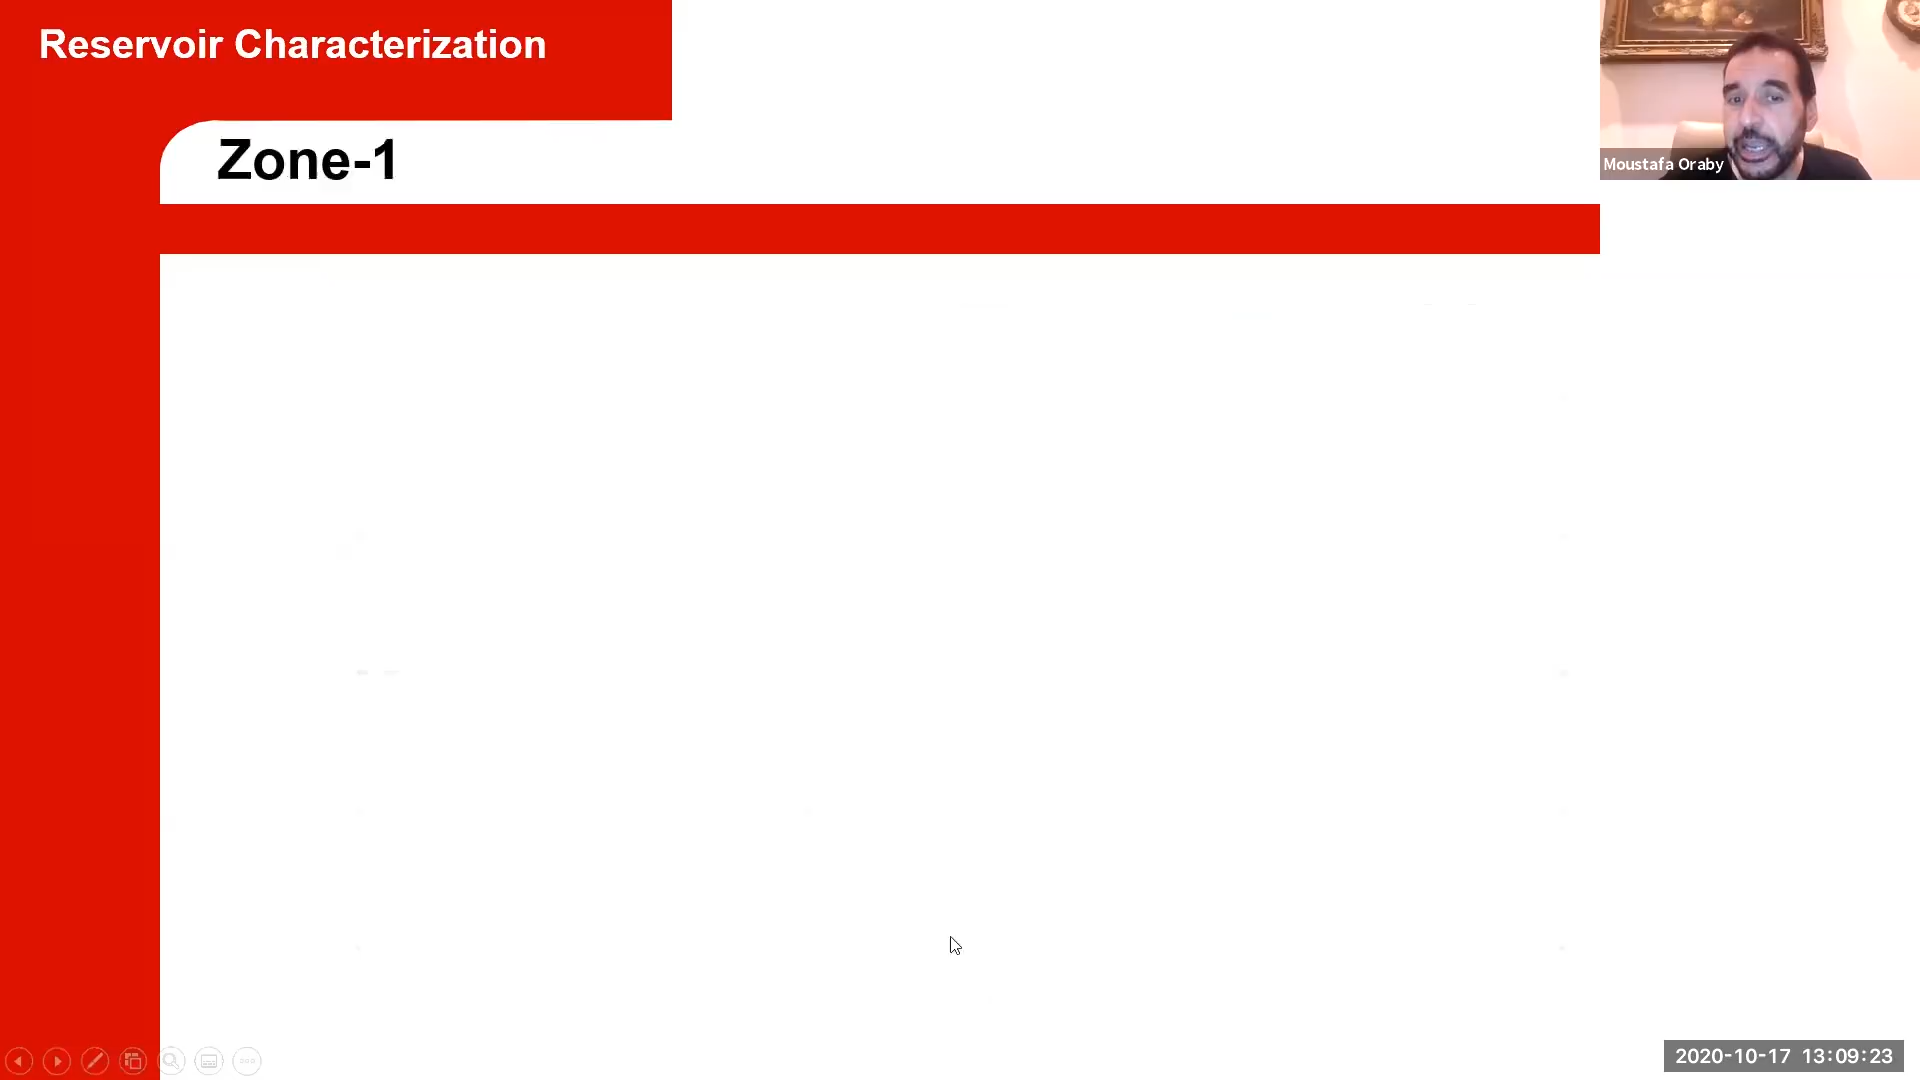 Reservoir Characterization
Zone-1
Moustafa Oraby
2020-10-17 13:09:23